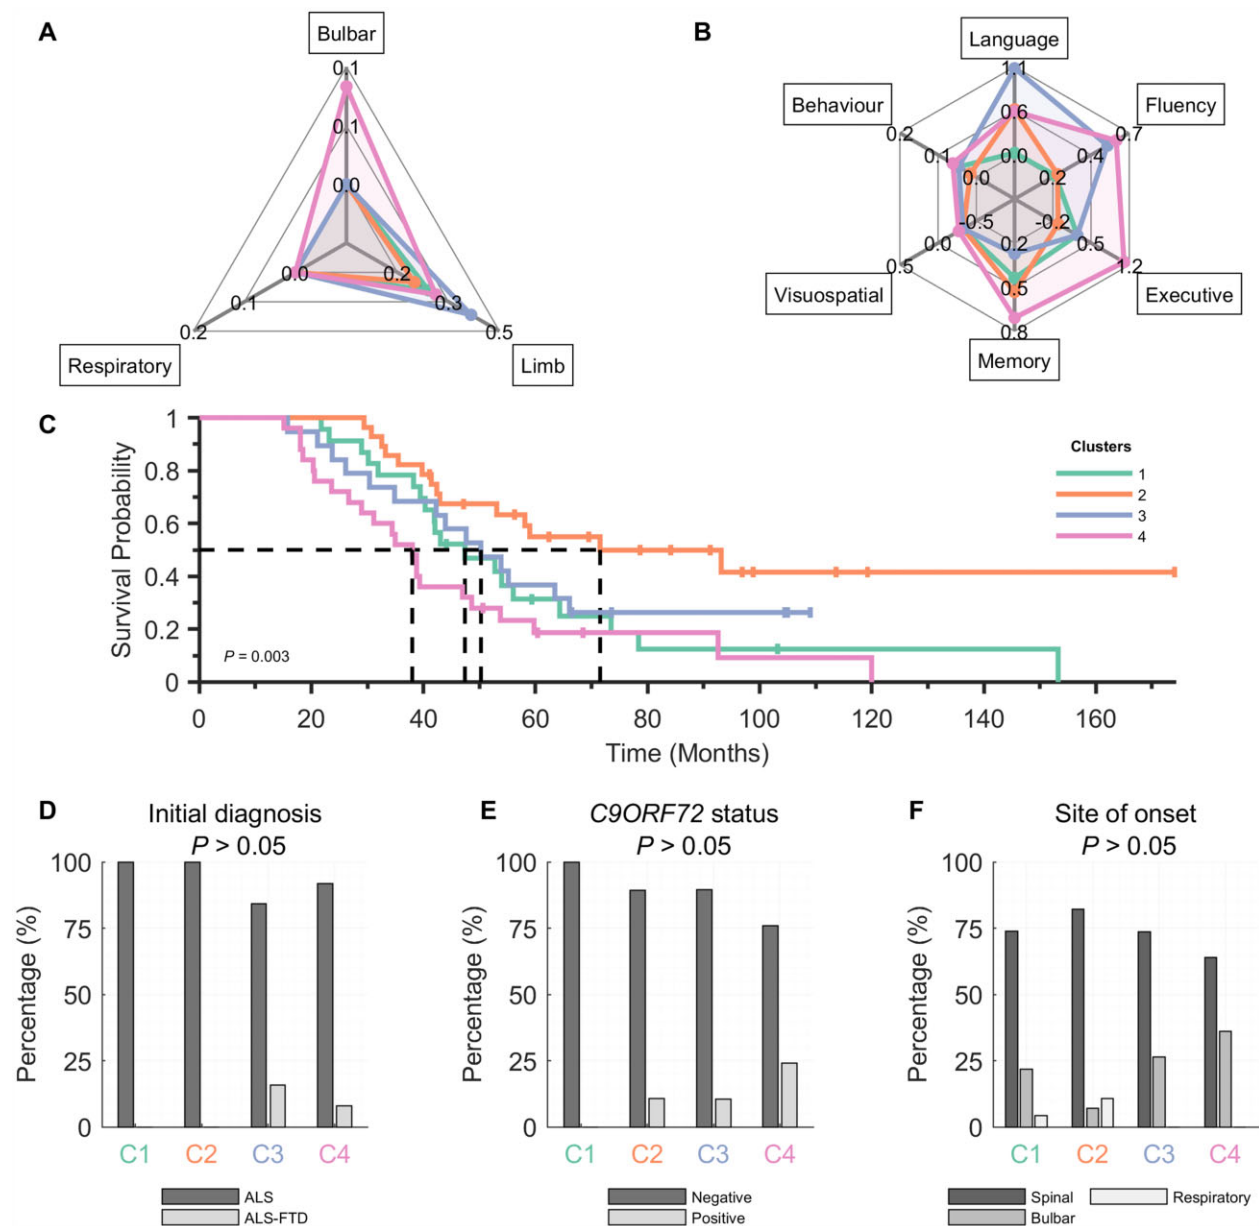 A
Bulbar
0.1
0.1
0.0
0.0
0.2
0.1
0.3
0.2
0.5
Respiratory
Limb
B
Language
1.1
Behaviour
Fluency
0.2
0.6
0.7
0.1
0.0
0.4
0.0
0.2
-0.5
-0.2
0.0
0.2
0.5
0.5
0.5
1.2
Visuospatial
Executive
0.8
Memory
C
Survival Probability
1
0.8
0.6
0.4
0.2
0
P = 0.003
Clusters
1
2
3
4
0 20 40 60 80 100 120 140 160
Time (Months)
D
Initial diagnosis
P > 0.05
Percentage (%)
100
75
50
25
0
C1 C2 C3 C4
ALS
ALS-FTD
E
C9ORF72 status
P > 0.05
Percentage (%)
100
75
50
25
0
C1 C2 C3 C4
Negative
Positive
F
Site of onset
P > 0.05
Percentage (%)
100
75
50
25
0
C1 C2 C3 C4
Spinal Respiratory
Bulbar